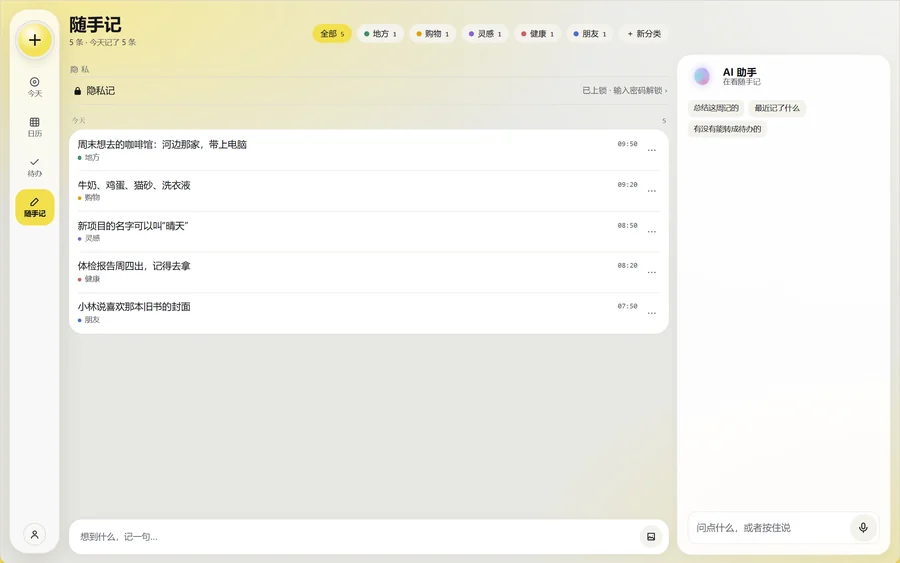 今天
日历
待办
随手记
随手记
5 条 · 今天记了 5 条
全部 5
地方 1
购物 1
灵感 1
健康 1
朋友 1
+ 新分类
隐 私
隐私记
已上锁 · 输入密码解锁 ›
今天
5
周末想去的咖啡馆：河边那家，带上电脑
09:50
地方
牛奶、鸡蛋、猫砂、洗衣液
09:20
购物
新项目的名字可以叫“晴天”
08:50
灵感
体检报告周四出，记得去拿
08:20
健康
小林说喜欢那本旧书的封面
07:50
朋友
想到什么，记一句...
AI 助手
在看随手记
总结这周记的
最近记了什么
有没有能转成待办的
问点什么，或者按住说